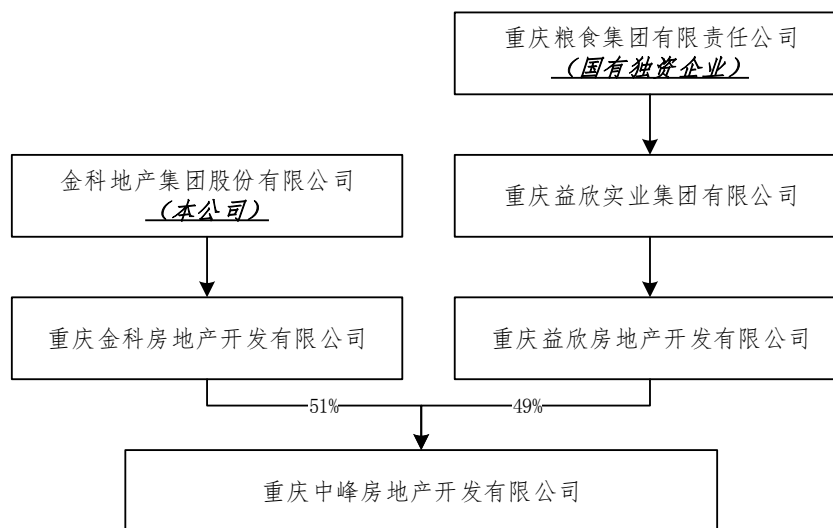 重庆粮食集团有限责任公司
（国有独资企业）
金科地产集团股份有限公司
（本公司）
重庆益欣实业集团有限公司
重庆金科房地产开发有限公司
重庆益欣房地产开发有限公司
51%
49%
重庆中峰房地产开发有限公司